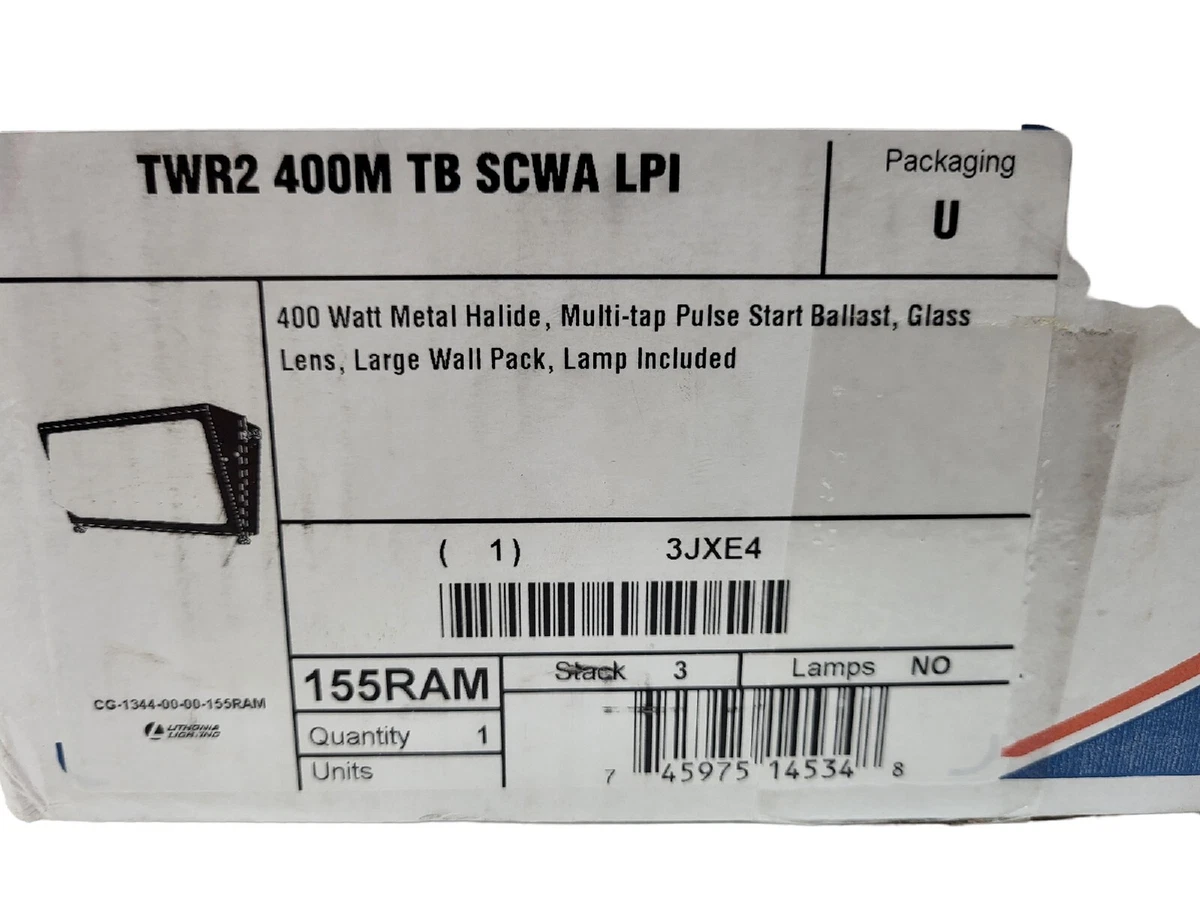 TWR2 400M TB SCWA LPI
Packaging
U
400 Watt Metal Halide, Multi-tap Pulse Start Ballast, Glass
Lens, Large Wall Pack, Lamp Included
( 1) 3JXE4
155RAM
Stack 3
Lamps NO
CG-1344-00-00-155RAM
LITHONIA
LIGHTING
Quantity 1
Units
7 45975 14534 8